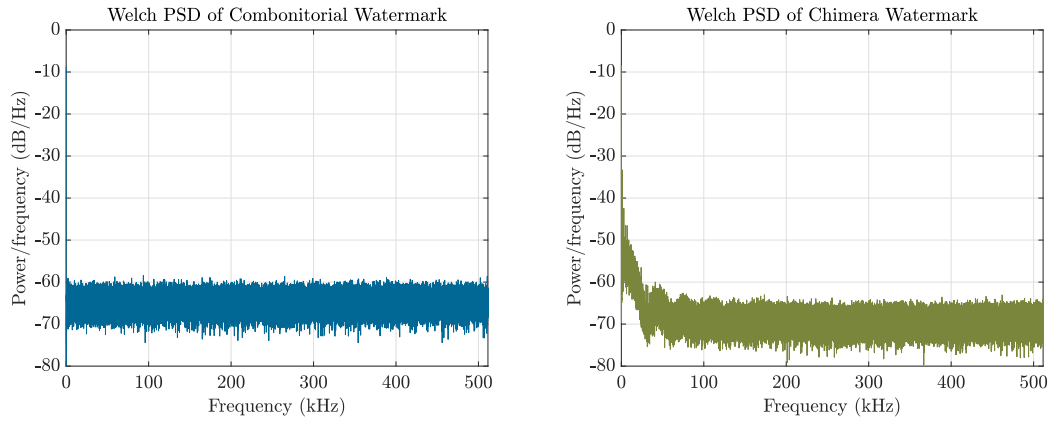 Welch PSD of Combonitorial Watermark
0
-10
-20
-30
-40
-50
-60
-70
-80
Power/frequency (dB/Hz)
0 100 200 300 400 500
Frequency (kHz)
Welch PSD of Chimera Watermark
0
-10
-20
-30
-40
-50
-60
-70
-80
Power/frequency (dB/Hz)
0 100 200 300 400 500
Frequency (kHz)